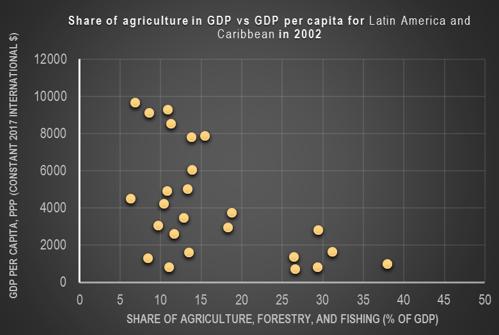 Share of agriculture in GDP vs GDP per capita for Latin America and
Caribbean in 2002
GDP PER CAPITA, PPP (CONSTANT 2017 INTERNATIONAL $)
12000
10000
8000
6000
4000
2000
0
0 5 10 15 20 25 30 35 40 45 50
SHARE OF AGRICULTURE, FORESTRY, AND FISHING (% OF GDP)